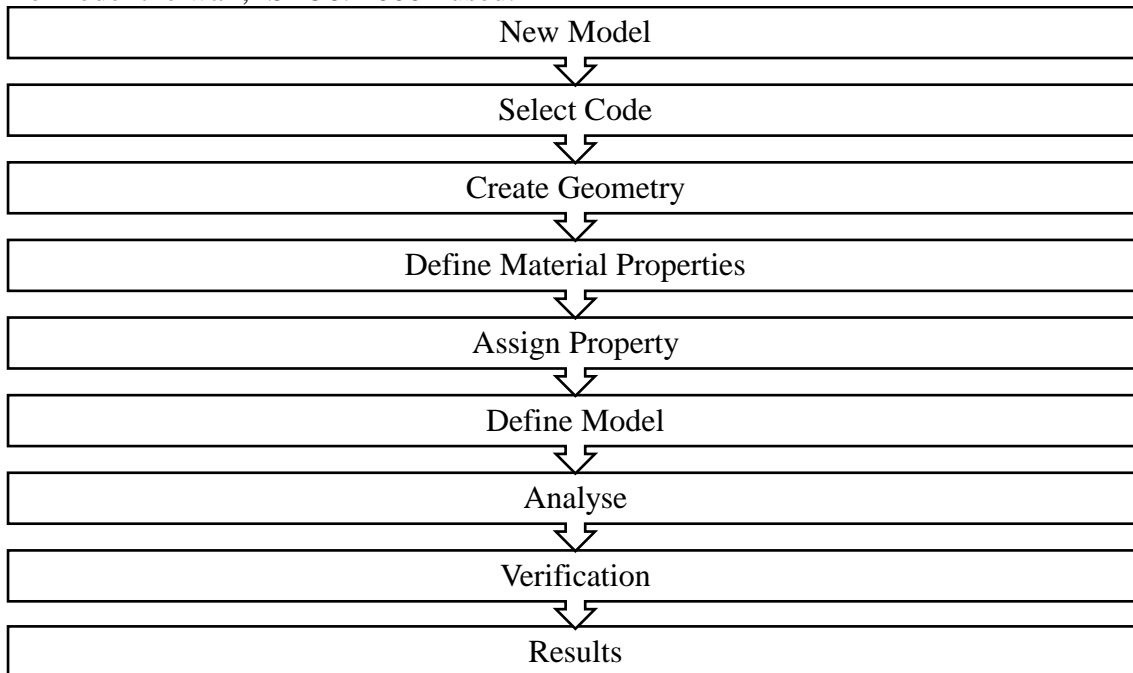 New Model
Select Code
Create Geometry
Define Material Properties
Assign Property
Define Model
Analyse
Verification
Results